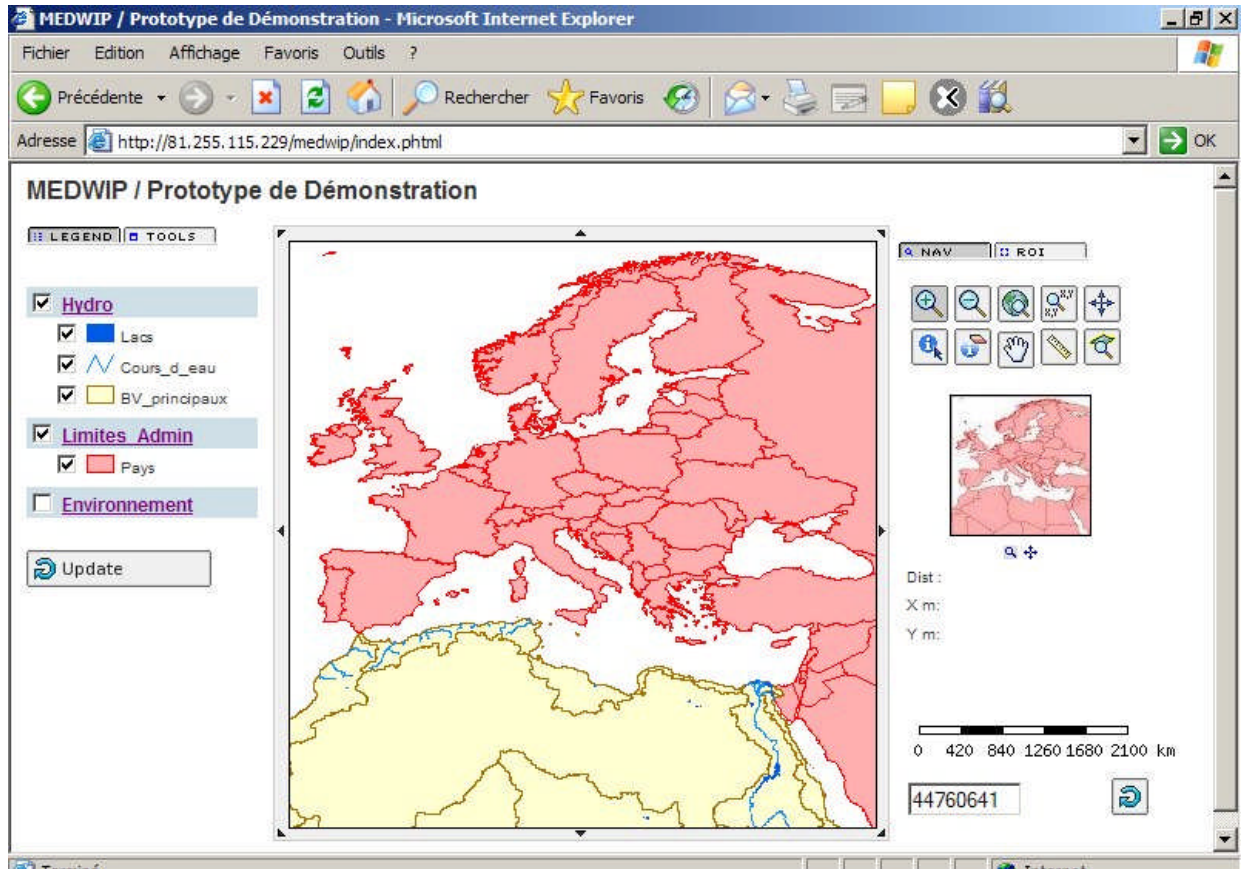 MEDWIP / Prototype de Démonstration - Microsoft Internet Explorer
Fichier Edition Affichage Favoris Outils ?
Précédente Rechercher Favoris
Adresse http://81.255.115.229/medwip/index.phtml OK
MEDWIP / Prototype de Démonstration
LEGEND TOOLS
Hydro
Lacs
Cours_d_eau
BV_principaux
Limites_Admin
Pays
Environnement
Update
NAV ROI
x,y
x,y
Dist :
X m:
Y m:
0 420 840 1260 1680 2100 km
44760641